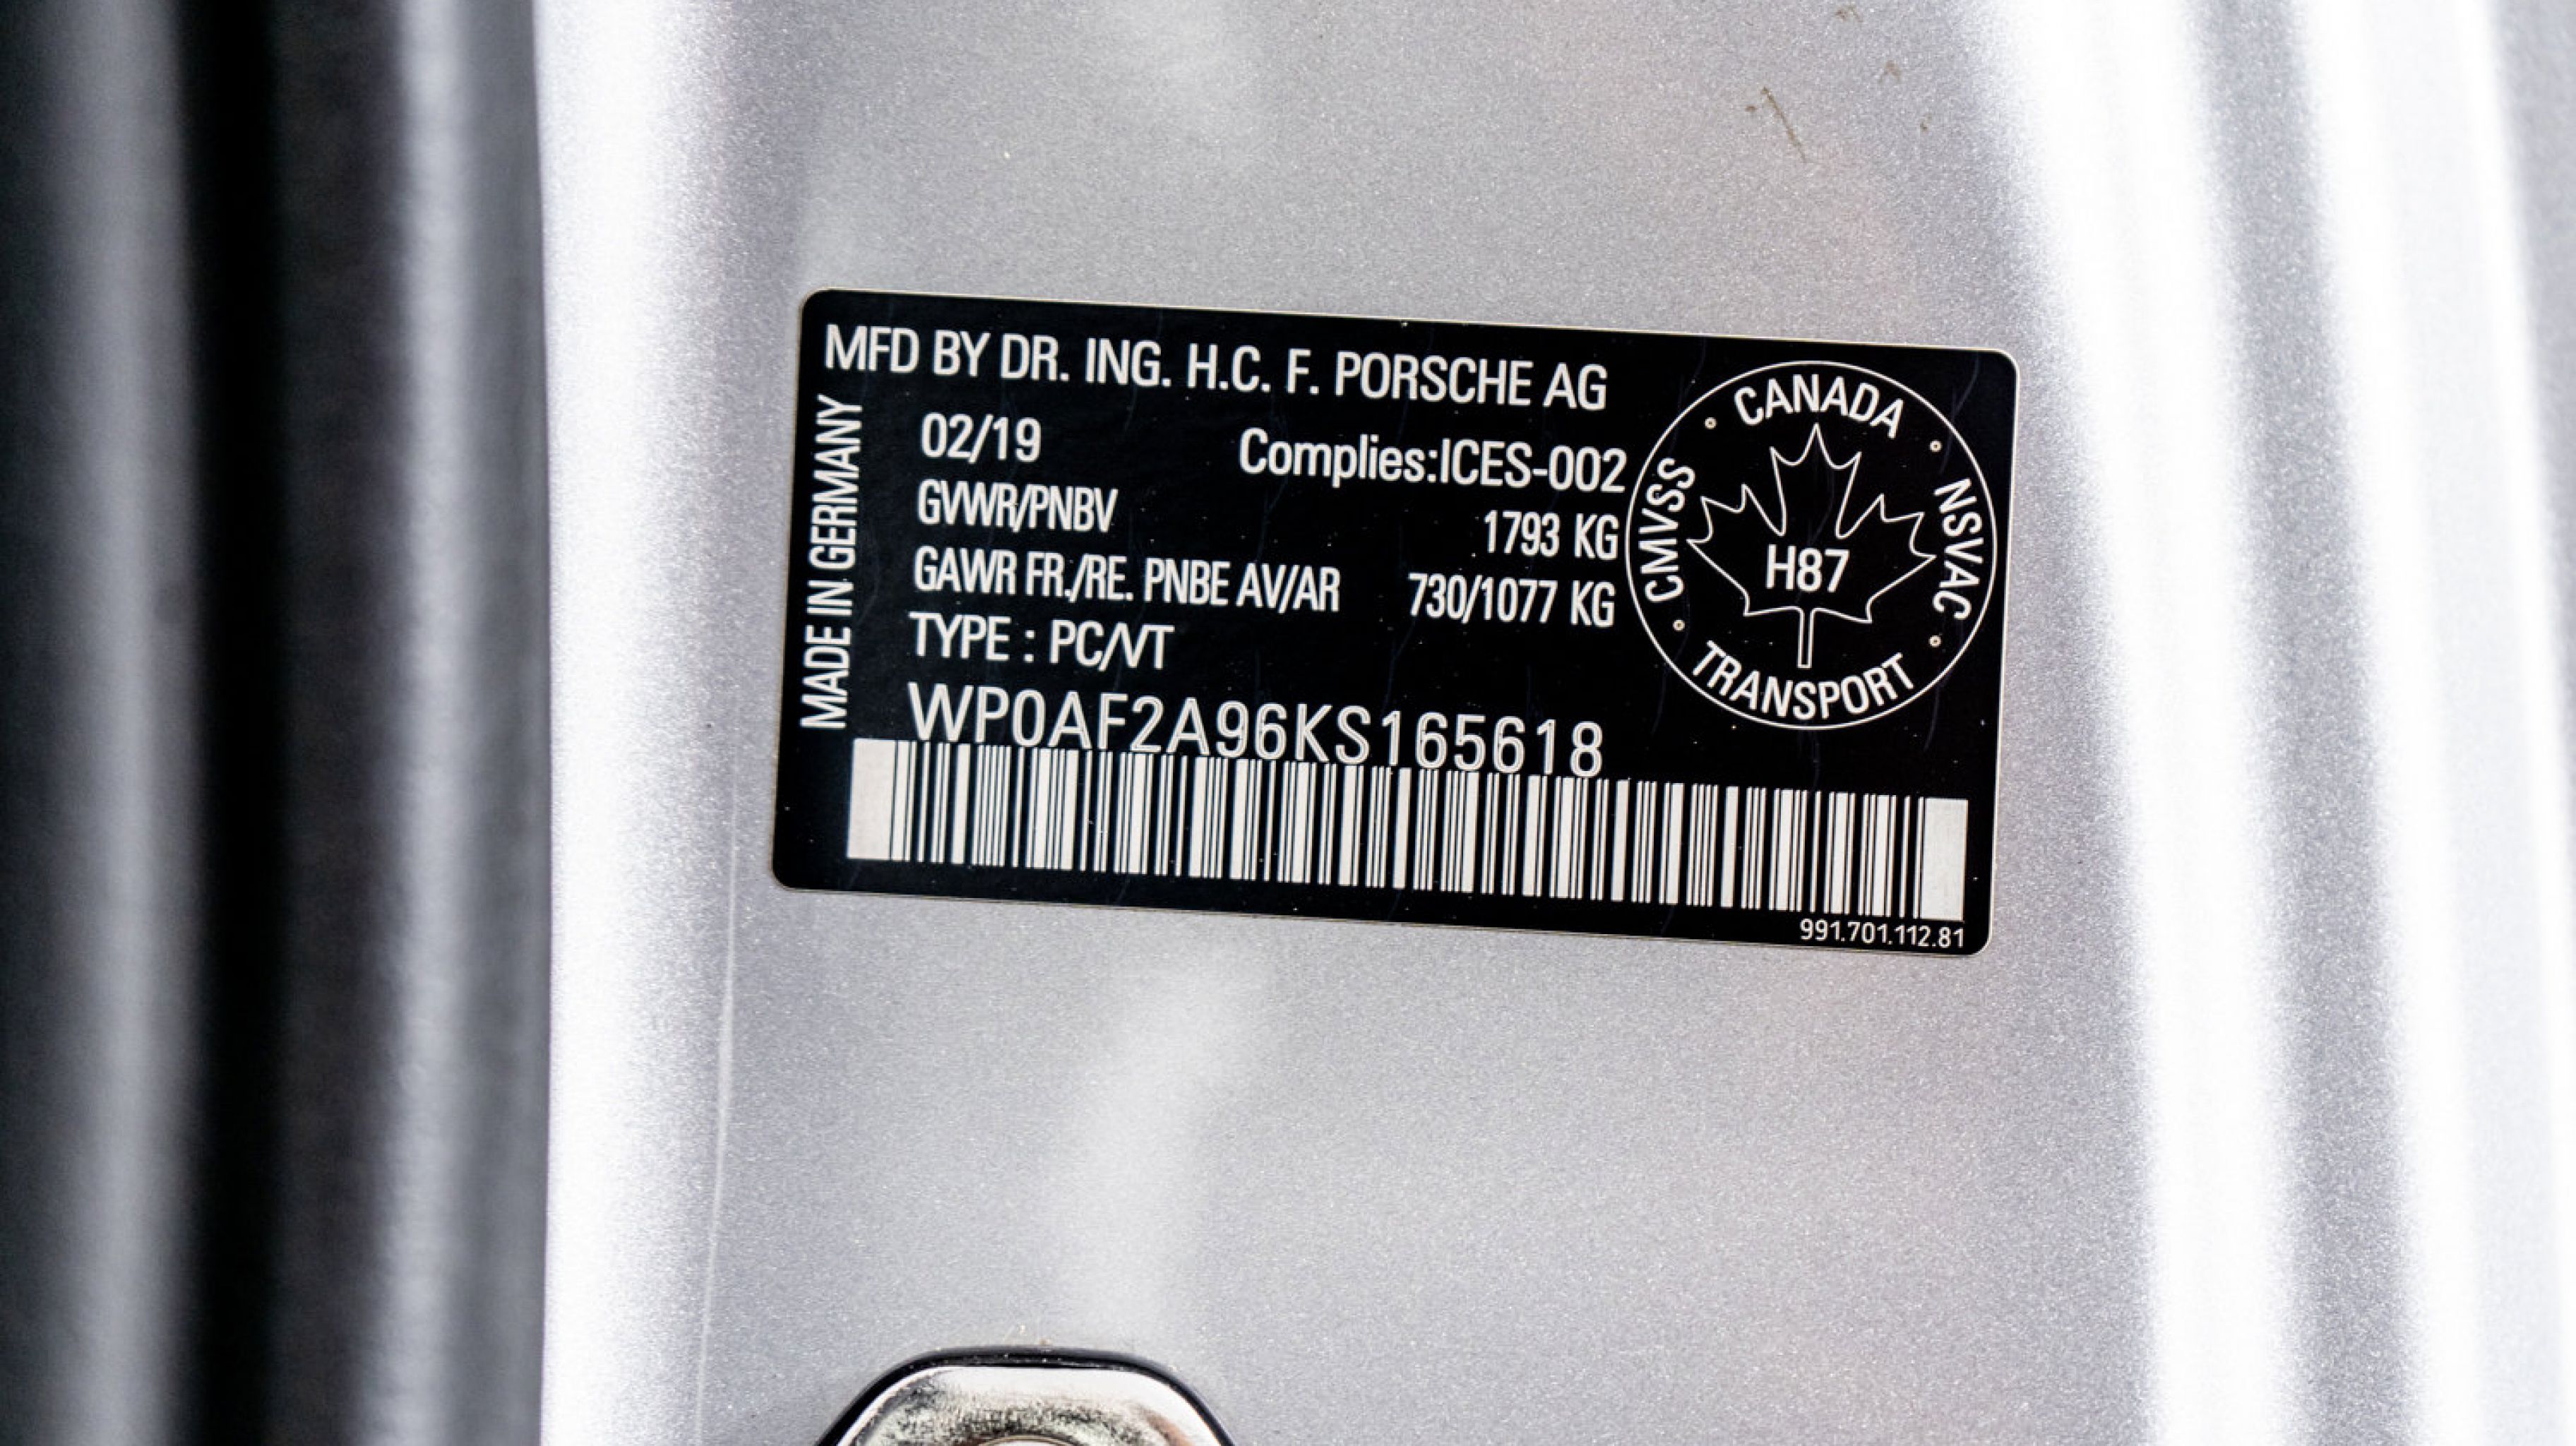 MFD BY DR. ING. H.C. F. PORSCHE AG
MADE IN GERMANY
02/19 Complies:ICES-002
GVWR/PNBV 1793 KG
GAWR FR./RE. PNBE AV/AR 730/1077 KG
TYPE : PC/VT
WP0AF2A96KS165618
CANADA
NSVAC
TRANSPORT
CMVSS
H87
991.701.112.81